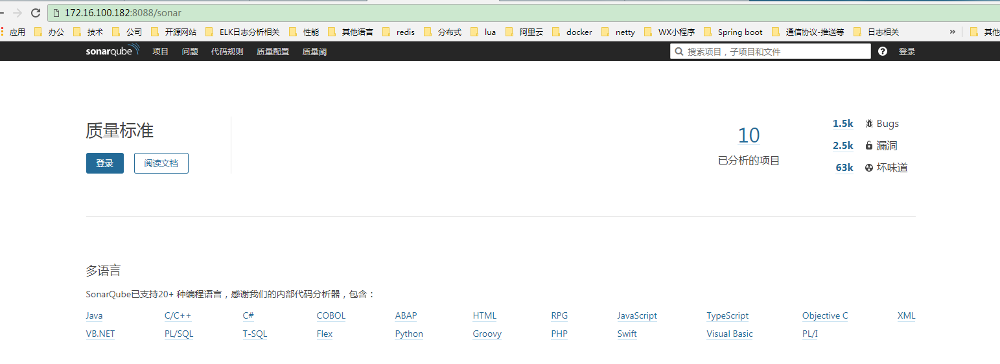 172.16.100.182:8088/sonar
应用 办公 技术 公司 开源网站 ELK日志分析相关 性能 其他语言 redis 分布式 lua 阿里云 docker netty WX小程序 Spring boot 通信协议-推送等 日志相关 » 其他
sonarqube 项目 问题 代码规则 质量配置 质量阈 搜索项目，子项目和文件 登录
质量标准
登录 阅读文档
10
已分析的项目
1.5k Bugs
2.5k 漏洞
63k 坏味道
多语言
SonarQube已支持20+ 种编程语言，感谢我们的内部代码分析器，包含：
Java C/C++ C# COBOL ABAP HTML RPG JavaScript TypeScript Objective C XML
VB.NET PL/SQL T-SQL Flex Python Groovy PHP Swift Visual Basic PL/I